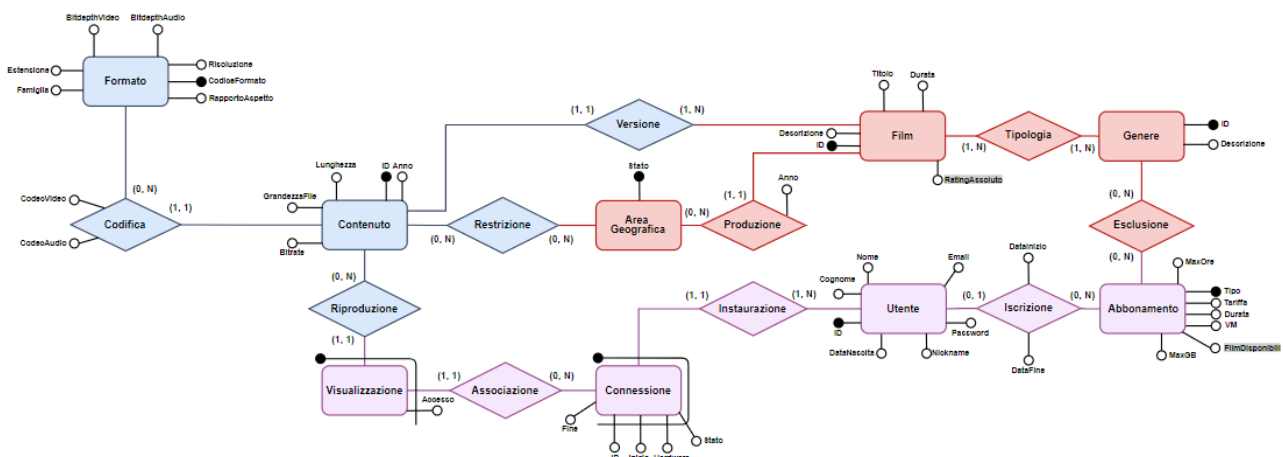 BitdepthVideo
BitdepthAudio
Estensione
Famiglia
Formato
Risoluzione
CodiceFormato
RapportoAspetto
Titolo
Durata
(1, 1)
Versione
(1, N)
Descrizione
ID
Film
(1, N)
Tipologia
(1, N)
Genere
ID
Descrizione
RatingAssoluto
Lunghezza
ID
Anno
Stato
Anno
(1, 1)
(0, N)
CodecVideo
CodecAudio
Codifica
(1, 1)
GrandezzaFile
Contenuto
Bitrate
(0, N)
Restrizione
(0, N)
Area
Geografica
(0, N)
Produzione
(0, N)
Esclusione
(0, N)
(0, N)
Riproduzione
(1, 1)
(1, 1)
Instaurazione
(1, N)
Nome
Cognome
Email
ID
Utente
Password
DataNascita
Nickname
(0, 1)
DataInizio
Iscrizione
DataFine
(0, N)
Abbonamento
MaxOre
Tipo
Tariffa
Durata
VM
FilmDisponibili
MaxGB
Visualizzazione
Accesso
(1, 1)
Associazione
(0, N)
Connessione
Fine
ID
Inizio
Hardware
Stato